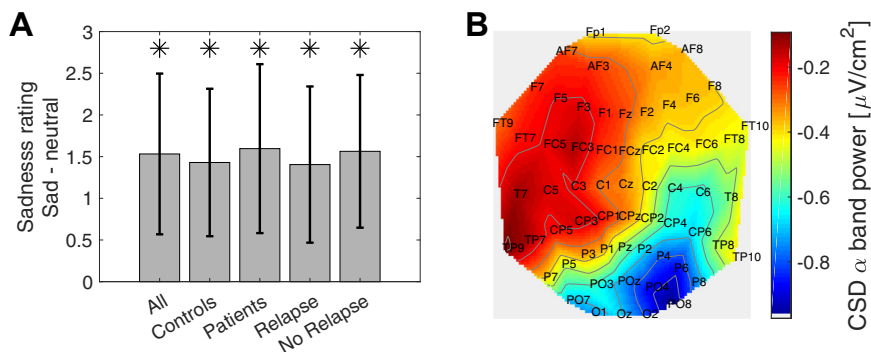 A
Sadnesss rating
Sad - neutral
3
2.5
2
1.5
1
0.5
0
All
Controls
Patients
Relapse
No Relapse
B
Fp1 Fp2
AF7 AF8
AF3 AF4
F7 F5 F3 F1 Fz F2 F4 F6 F8
FT9 FT7 FC5 FC3 FC1 FCz FC2 FC4 FC6 FT8 FT10
T7 C5 C3 C1 Cz C2 C4 C6 T8
TP9 TP7 CP5 CP3 CP1 CPz CP2 CP4 CP6 TP8 TP10
P7 P5 P3 P1 Pz P2 P4 P6 P8
PO7 PO3 POz PO4 PO8
O1 Oz O2
-0.2
-0.4
-0.6
-0.8
CSD α band power [ μV/cm²]